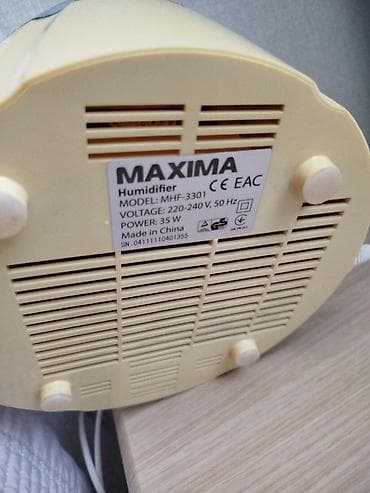 MAXIMA
Humidifier CE EAC
MODEL: MHF-3301
VOLTAGE: 220-240 V, 50 Hz
POWER: 35 W
Made in China GS
SN 04111110401355